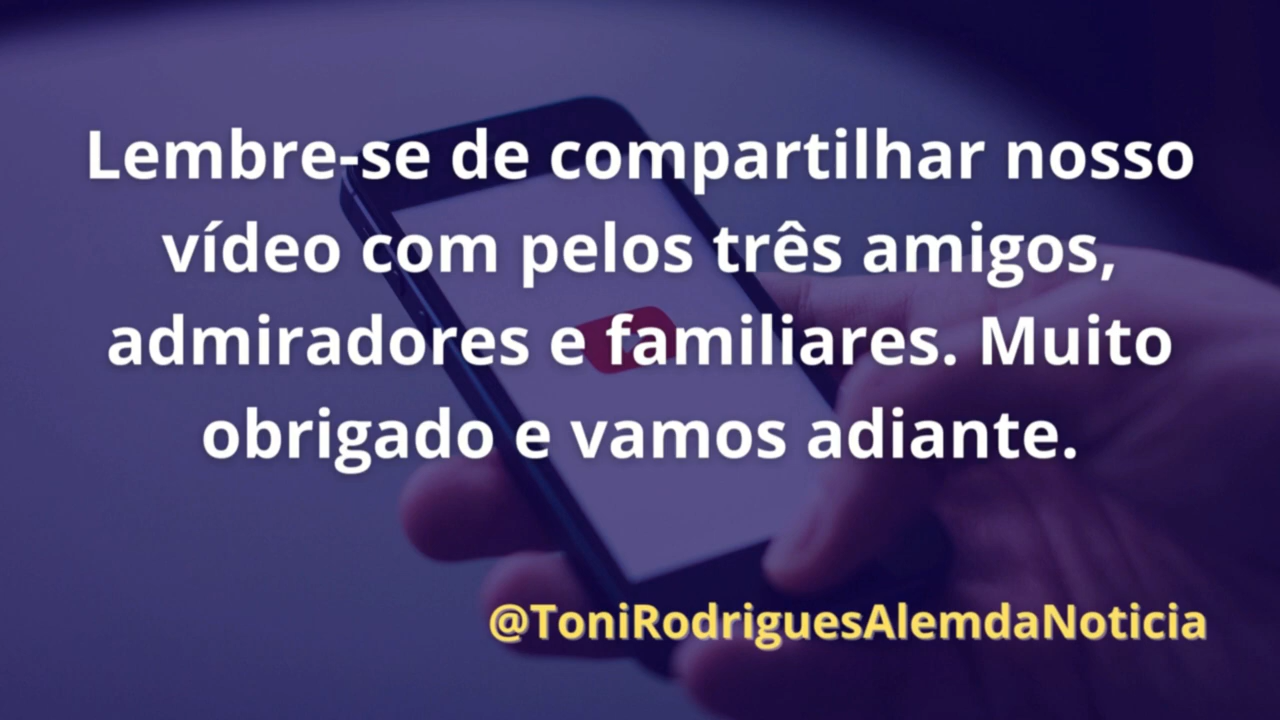 Lembre-se de compartilhar nosso
vídeo com pelos três amigos,
admiradores e familiares. Muito
obrigado e vamos adiante.
@ToniRodriguesAlemdaNoticia